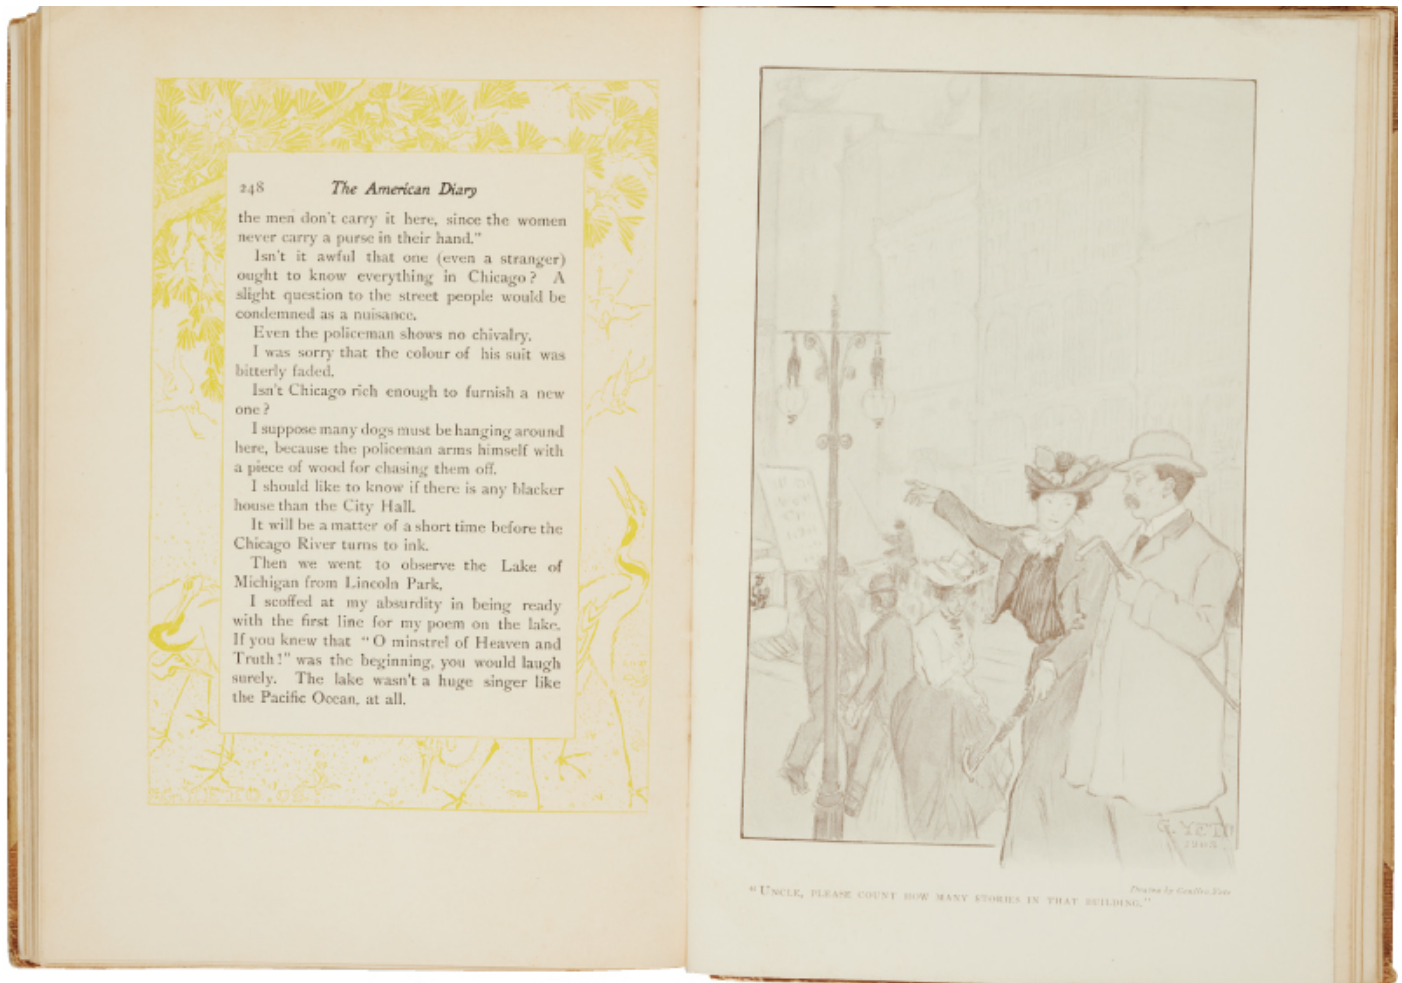 248 The American Diary
the men don't carry it here, since the women
never carry a purse in their hand."
Isn't it awful that one (even a stranger)
ought to know everything in Chicago? A
slight question to the street people would be
condemned as a nuisance.
Even the policeman shows no chivalry.
I was sorry that the colour of his suit was
bitterly faded.
Isn't Chicago rich enough to furnish a new
one?
I suppose many dogs must be hanging around
here, because the policeman arms himself with
a piece of wood for chasing them off.
I should like to know if there is any blacker
house than the City Hall.
It will be a matter of a short time before the
Chicago River turns to ink.
Then we went to observe the Lake of
Michigan from Lincoln Park.
I scoffed at my absurdity in being ready
with the first line for my poem on the lake.
If you knew that "O minstrel of Heaven and
Truth!" was the beginning, you would laugh
surely. The lake wasn't a huge singer like
the Pacific Ocean, at all.
G. YETO
Drawn by Genjiro Yeto
"UNCLE, PLEASE COUNT HOW MANY STORIES IN THAT BUILDING."